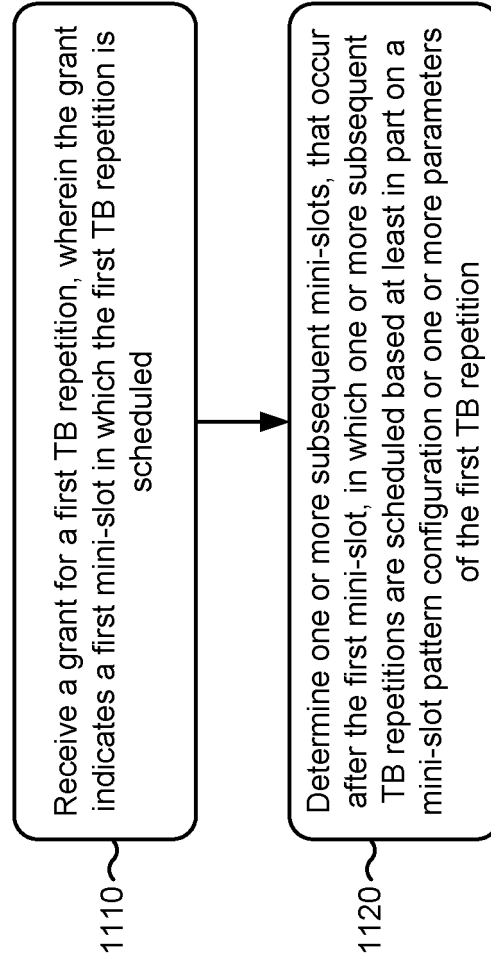 1110
Receive a grant for a first TB repetition, wherein the grant
indicates a first mini-slot in which the first TB repetition is
scheduled
1120
Determine one or more subsequent mini-slots, that occur
after the first mini-slot, in which one or more subsequent
TB repetitions are scheduled based at least in part on a
mini-slot pattern configuration or one or more parameters
of the first TB repetition